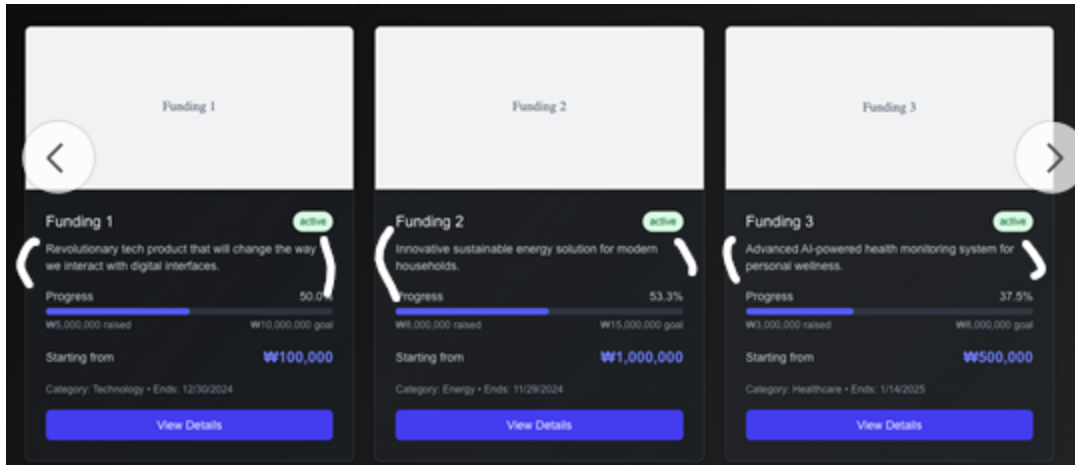 Funding 1
Funding 1
active
Revolutionary tech product that will change the way
we interact with digital interfaces.
Progress
50.0%
₩5,000,000 raised
₩10,000,000 goal
Starting from
₩100,000
Category: Technology • Ends: 12/30/2024
View Details
Funding 2
Funding 2
active
Innovative sustainable energy solution for modern
households.
Progress
53.3%
₩8,000,000 raised
₩15,000,000 goal
Starting from
₩1,000,000
Category: Energy • Ends: 11/29/2024
View Details
Funding 3
Funding 3
active
Advanced AI-powered health monitoring system for
personal wellness.
Progress
37.5%
₩3,000,000 raised
₩8,000,000 goal
Starting from
₩500,000
Category: Healthcare • Ends: 1/14/2025
View Details